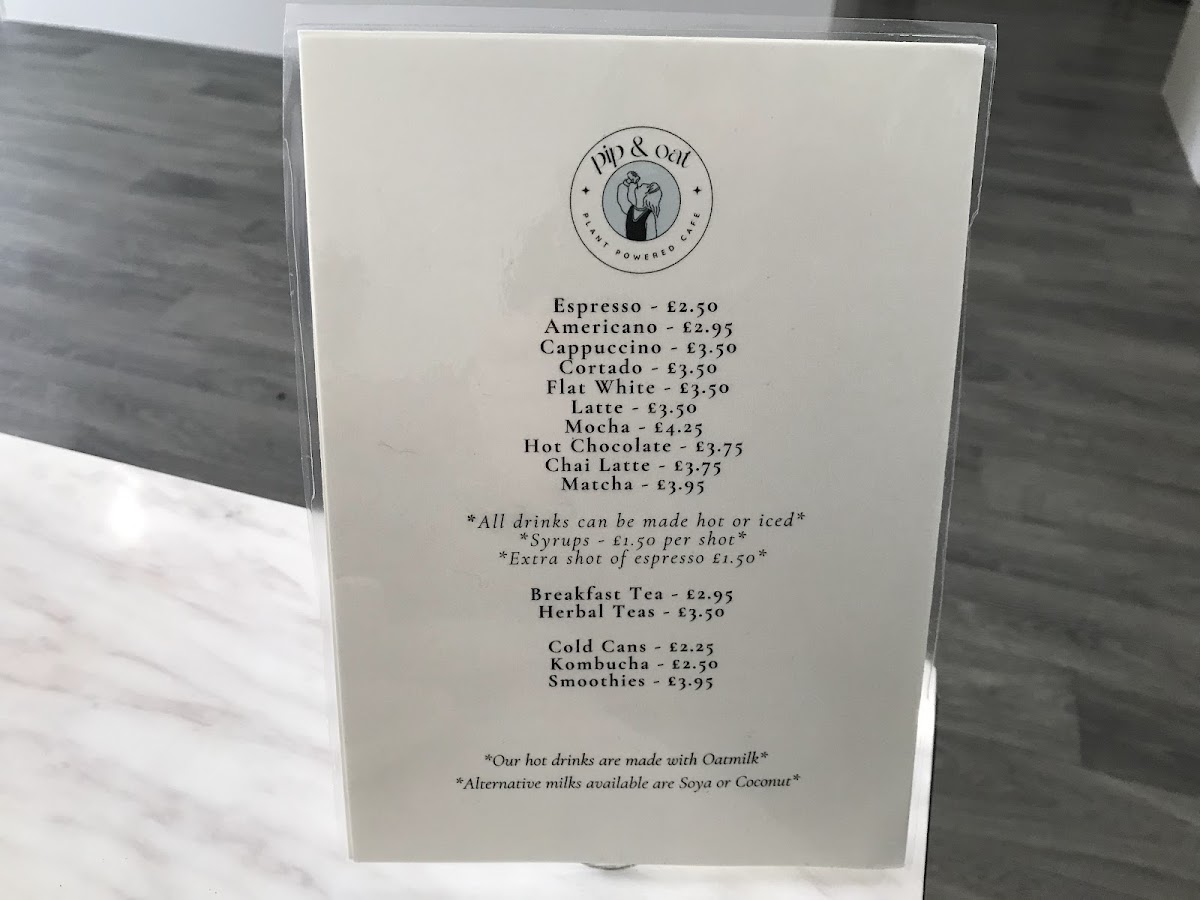 pip & oat
PLANT POWERED CAFE
Espresso - £2.50
Americano - £2.95
Cappuccino - £3.50
Cortado - £3.50
Flat White - £3.50
Latte - £3.50
Mocha - £4.25
Hot Chocolate - £3.75
Chai Latte - £3.75
Matcha - £3.95
*All drinks can be made hot or iced*
*Syrups - £1.50 per shot*
*Extra shot of espresso £1.50*
Breakfast Tea - £2.95
Herbal Teas - £3.50
Cold Cans - £2.25
Kombucha - £2.50
Smoothies - £3.95
*Our hot drinks are made with Oatmilk*
*Alternative milks available are Soya or Coconut*